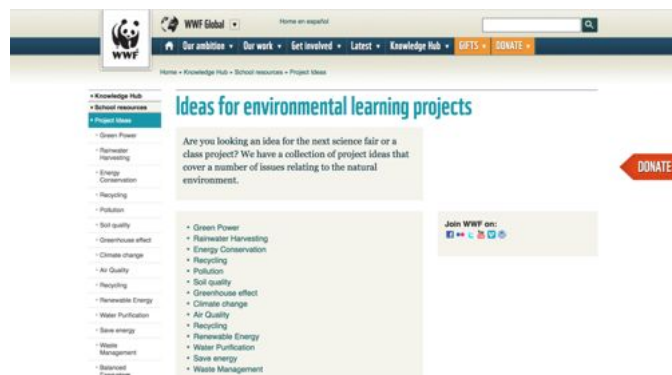 WWF Global
Home en español
WWF
Our ambition
Our work
Get involved
Latest
Knowledge Hub
GIFTS
DONATE
Home » Knowledge Hub » School resources » Project Ideas
Knowledge Hub
School resources
Project Ideas
Green Power
Rainwater
Harvesting
Energy
Conservation
Recycling
Pollution
Soil quality
Greenhouse effect
Climate change
Air Quality
Recycling
Renewable Energy
Water Purification
Save energy
Waste
Management
Balanced
Ideas for environmental learning projects
Are you looking an idea for the next science fair or a
class project? We have a collection of project ideas that
cover a number of issues relating to the natural
environment.
• Green Power
• Rainwater Harvesting
• Energy Conservation
• Recycling
• Pollution
• Soil quality
• Greenhouse effect
• Climate change
• Air Quality
• Recycling
• Renewable Energy
• Water Purification
• Save energy
• Waste Management
Join WWF on:
DONATE